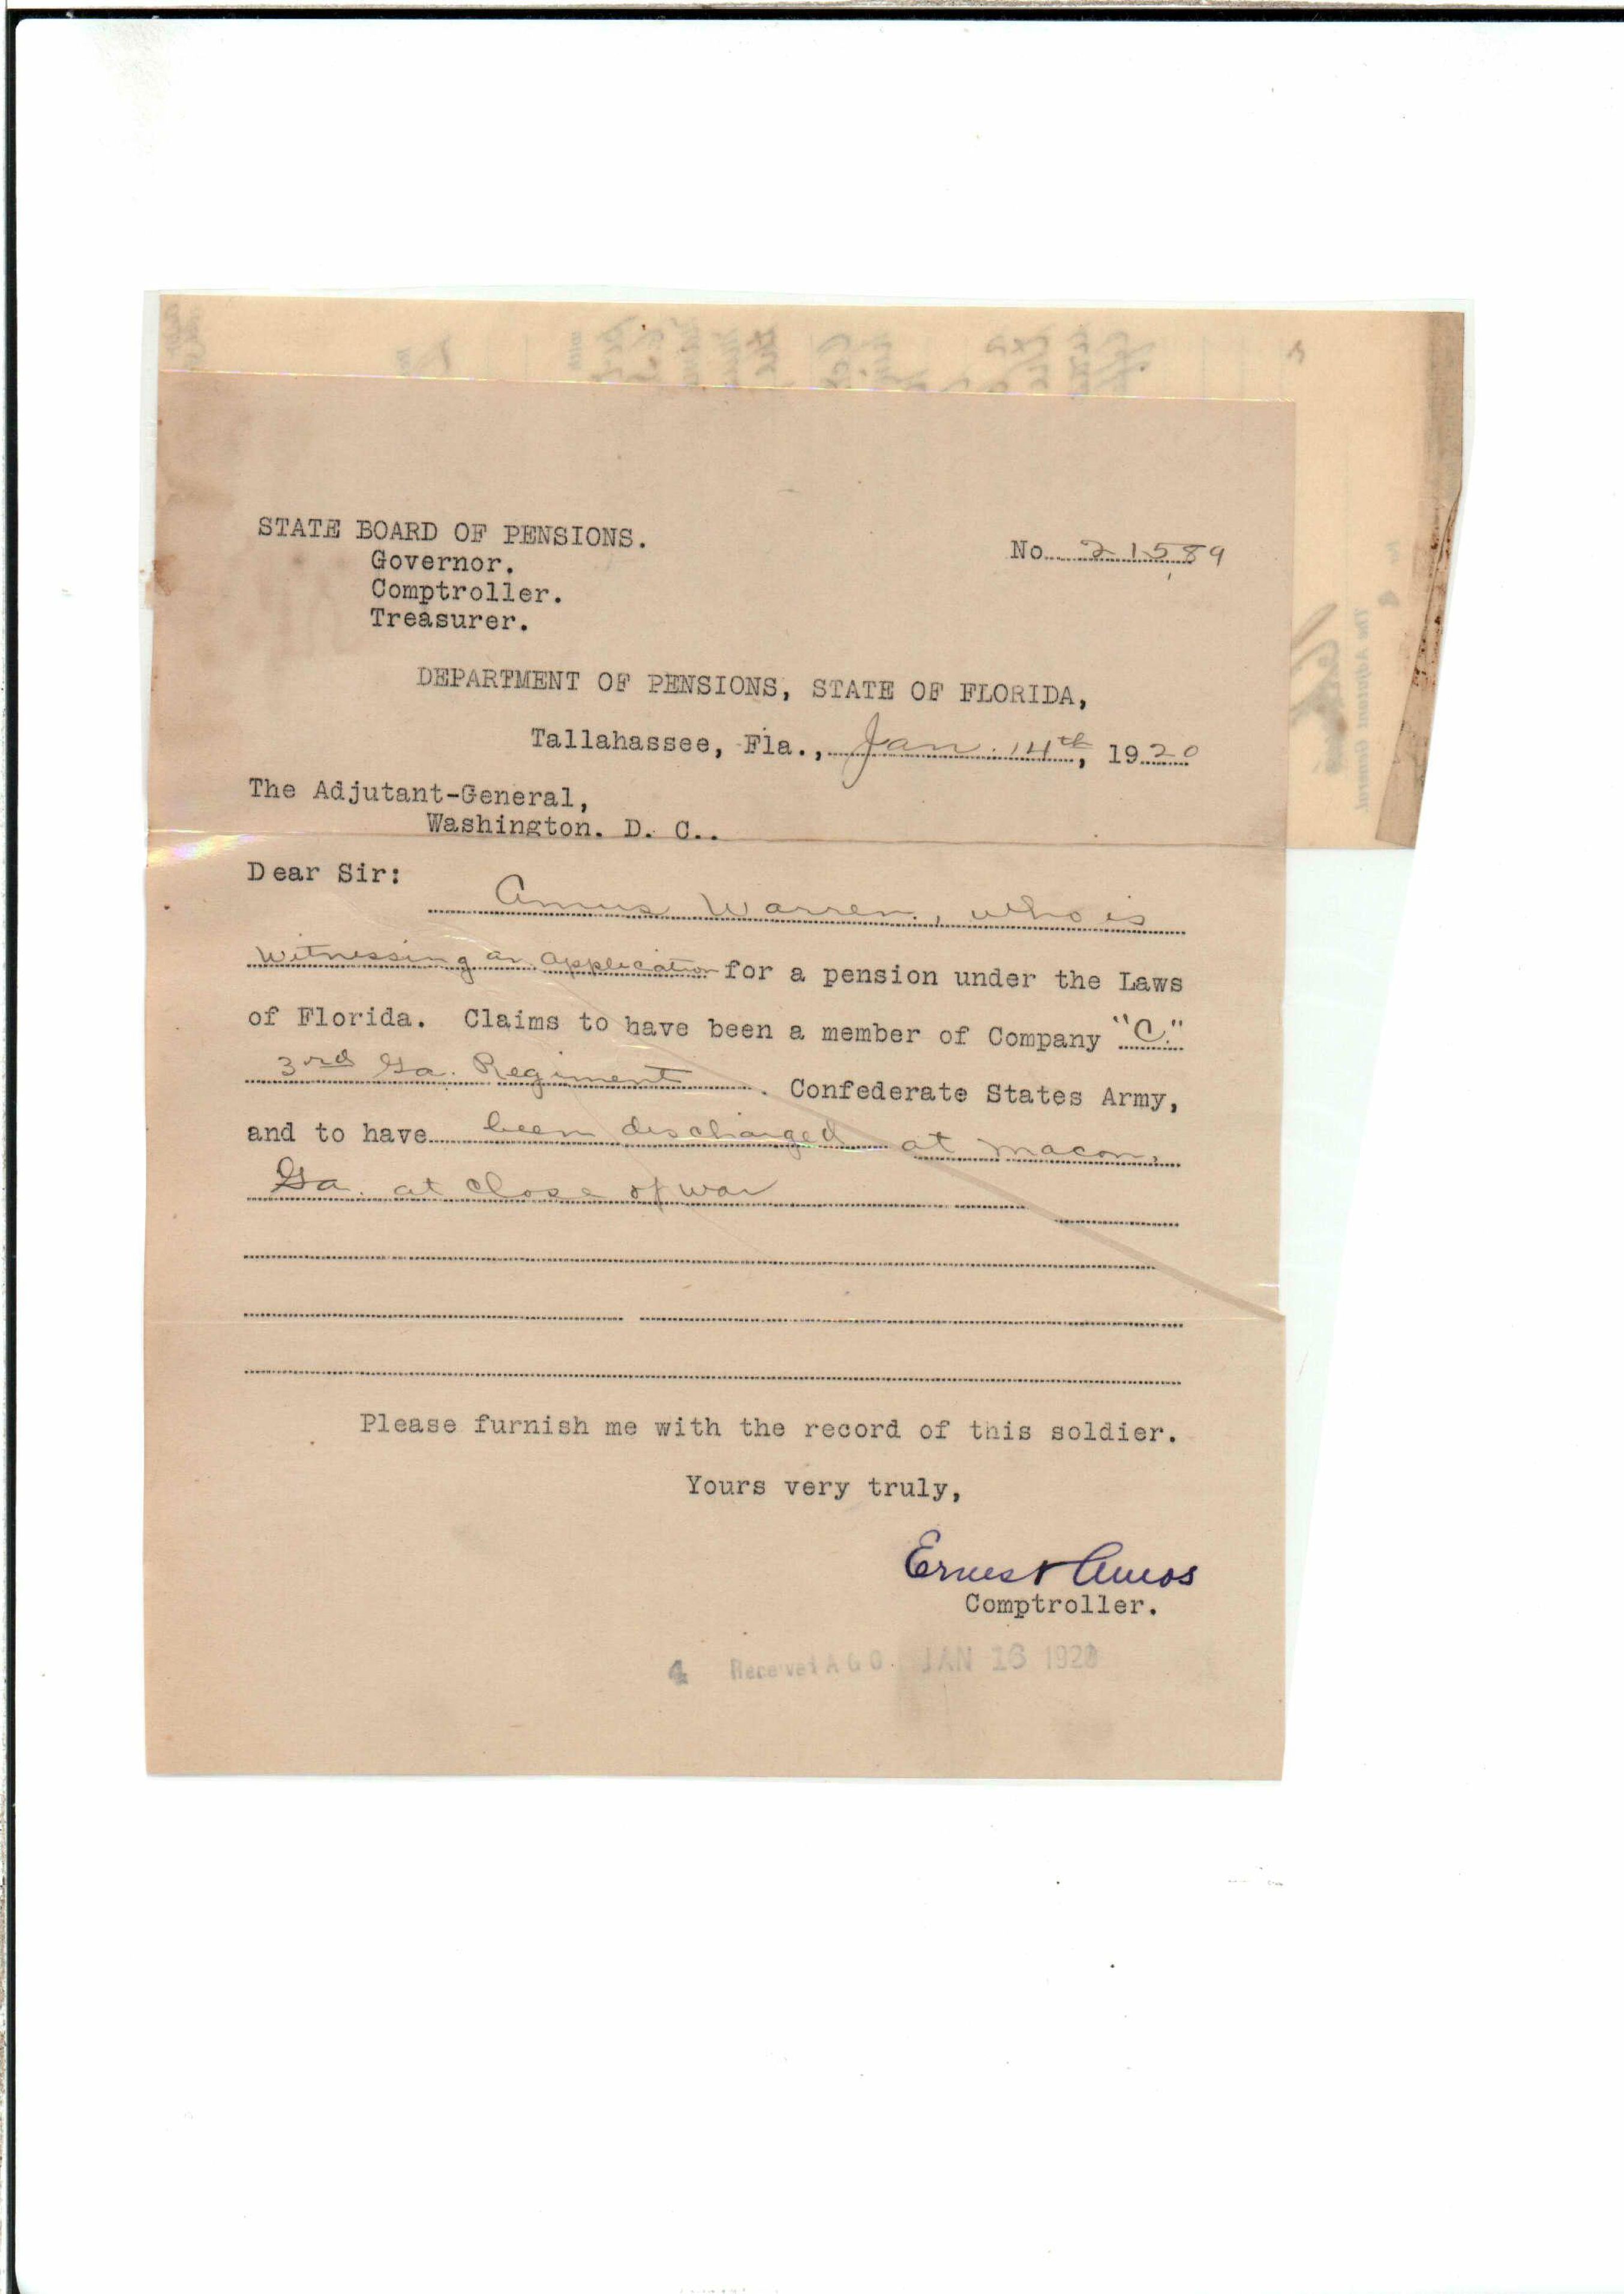 STATE BOARD OF PENSIONS.
No. 21589
Governor.
Comptroller.
Treasurer.
DEPARTMENT OF PENSIONS, STATE OF FLORIDA,
Tallahassee, Fla., Jan. 14th, 1920
The Adjutant-General,
Washington. D. C..
Dear Sir:
Amus Warren, who is
Witnessing an application for a pension under the Laws
of Florida. Claims to have been a member of Company "C."
3rd Ga. Regiment. Confederate States Army,
and to have been discharged at Macon,
Ga. at close of war
Please furnish me with the record of this soldier.
Yours very truly,
Ernest Amos
Comptroller.
4 Received A G O. JAN 16 1920
The Adjutant General.